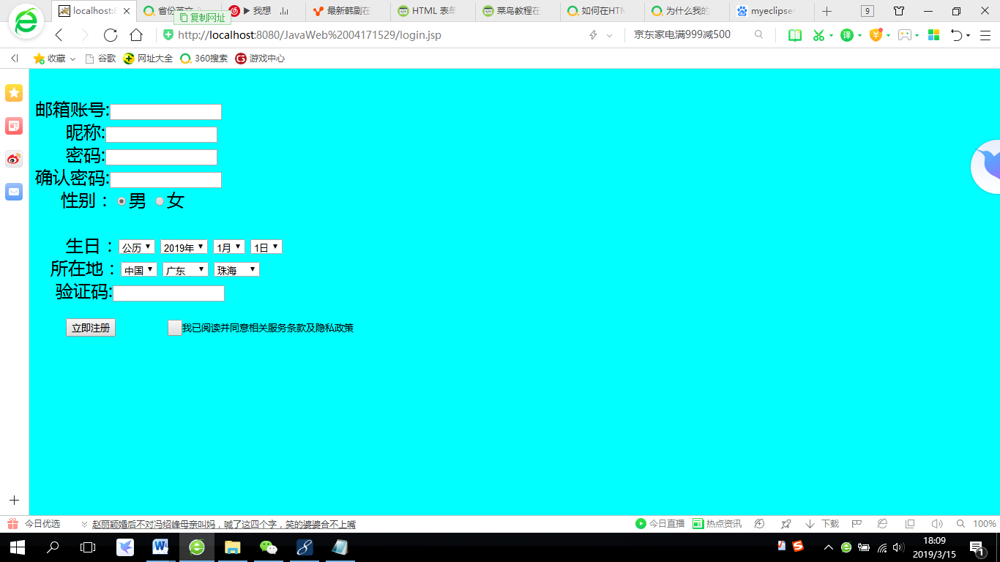 localhost:8
省份英文
我想
最新韩剧在
HTML 表单
菜鸟教程在
如何在HTM
为什么我的
myeclipse
9
复制网址
http://localhost:8080/JavaWeb%2004171529/login.jsp
京东家电满999减500
译
收藏
谷歌
网址大全
360搜索
游戏中心
邮箱账号:
昵称:
密码:
确认密码:
性别： 男 女
生日： 公历 2019年 1月 1日
所在地： 中国 广东 珠海
验证码:
立即注册 我已阅读并同意相关服务条款及隐私政策
今日优选 赵丽颖婚后不对冯绍峰母亲叫妈，喊了这四个字，笑的婆婆合不上嘴 今日直播 热点资讯 下载 100%
18:09
2019/3/15
1